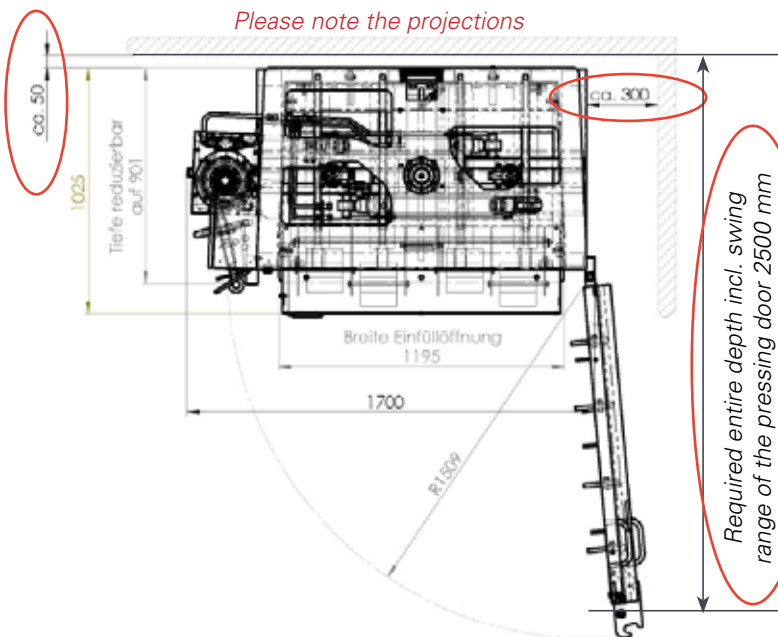 Please note the projections
ca. 50
ca. 300
1025
Tiefe reduzierbar
auf 901
Breite Einfüllöffnung
1195
1700
R1509
Required entire depth incl. swing
range of the pressing door 2500 mm